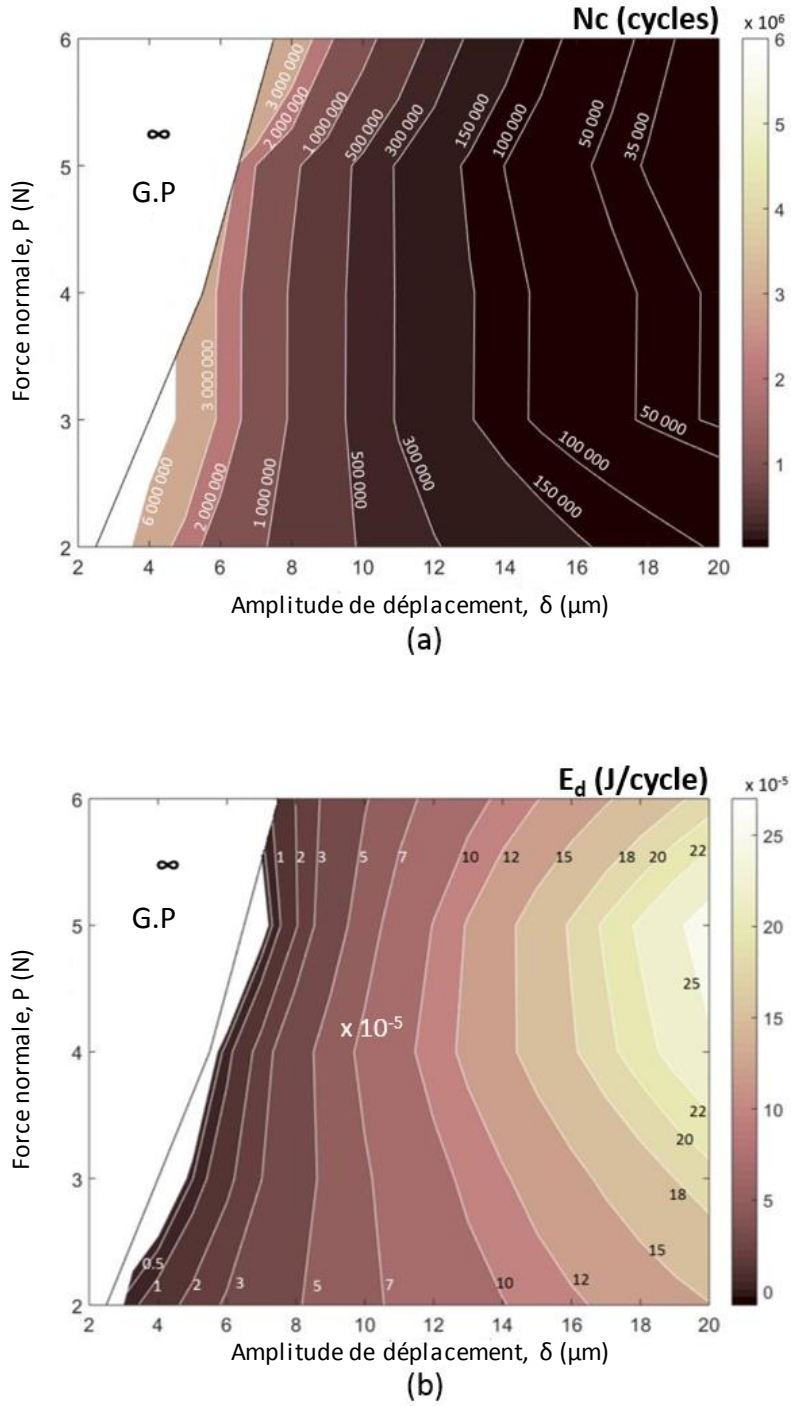 Nc (cycles)
x 10⁶
6
5
4
3
2
Force normale, P (N)
∞
G.P
3 000 000
2 000 000
1 000 000
500 000
300 000
150 000
100 000
50 000
35 000
3 000 000
6 000 000
2 000 000
1 000 000
500 000
300 000
150 000
100 000
50 000
6
5
4
3
2
1
2 4 6 8 10 12 14 16 18 20
Amplitude de déplacement, δ (μm)
(a)
E_d (J/cycle)
x 10⁻⁵
6
5
4
3
2
Force normale, P (N)
∞
G.P
1 2 3 5 7 10 12 15 18 20 22
x 10⁻⁵
25
22
20
18
15
0.5
1 2 3 5 7 10 12
25
20
15
10
5
0
2 4 6 8 10 12 14 16 18 20
Amplitude de déplacement, δ (μm)
(b)